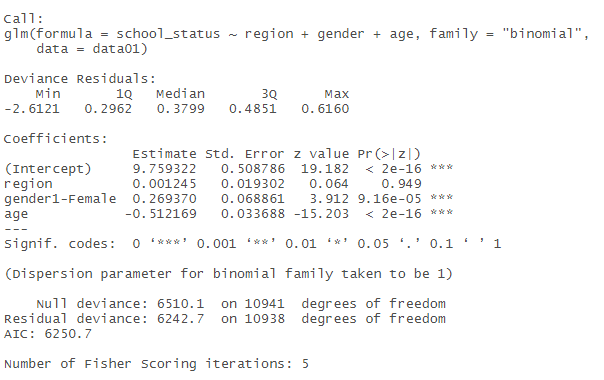 Call:
glm(formula = school_status ~ region + gender + age, family = "binomial",
    data = data01)
Deviance Residuals:
    Min       1Q   Median       3Q      Max
-2.6121   0.2962   0.3799   0.4851   0.6160
Coefficients:
                Estimate Std. Error z value Pr(>|z|)
(Intercept)     9.759322   0.508786  19.182  < 2e-16 ***
region          0.001245   0.019302   0.064    0.949
gender1-Female  0.269370   0.068861   3.912 9.16e-05 ***
age            -0.512169   0.033688 -15.203  < 2e-16 ***
---
Signif. codes:  0 ‘***’ 0.001 ‘**’ 0.01 ‘*’ 0.05 ‘.’ 0.1 ‘ ’ 1
(Dispersion parameter for binomial family taken to be 1)
    Null deviance: 6510.1  on 10941  degrees of freedom
Residual deviance: 6242.7  on 10938  degrees of freedom
AIC: 6250.7
Number of Fisher Scoring iterations: 5